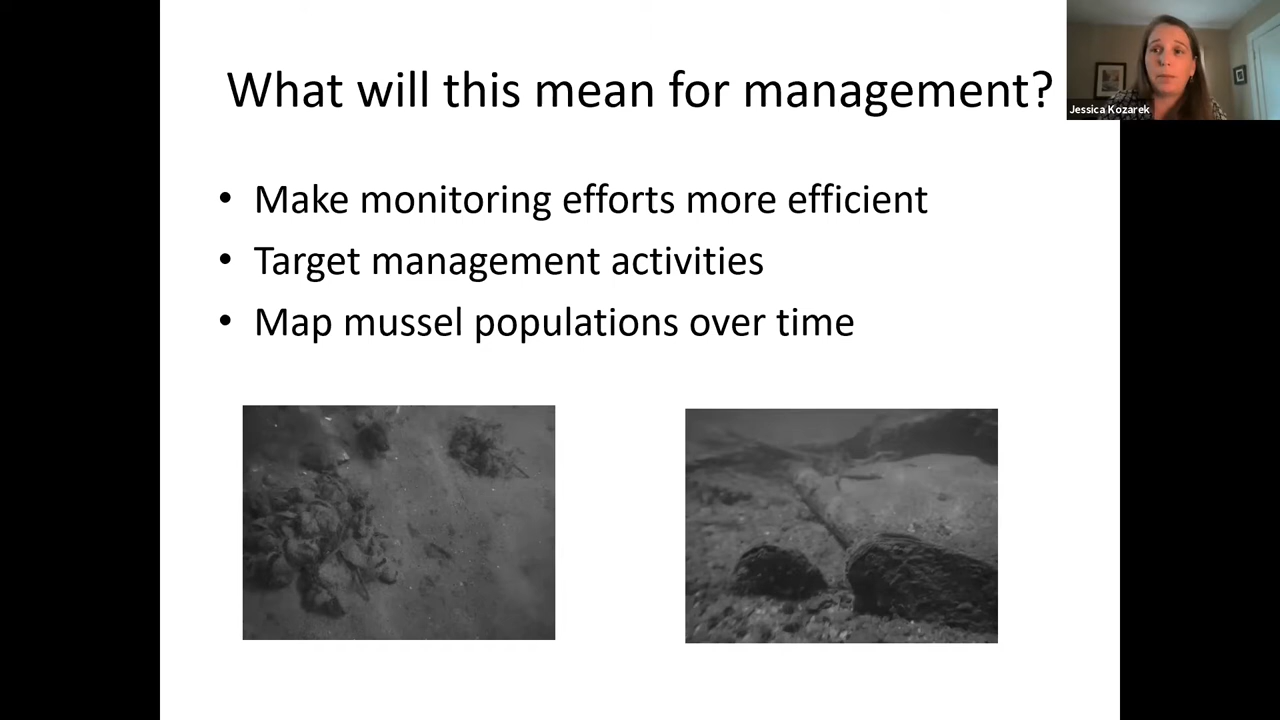 What will this mean for management?
Jessica Kozarek
• Make monitoring efforts more efficient
• Target management activities
• Map mussel populations over time